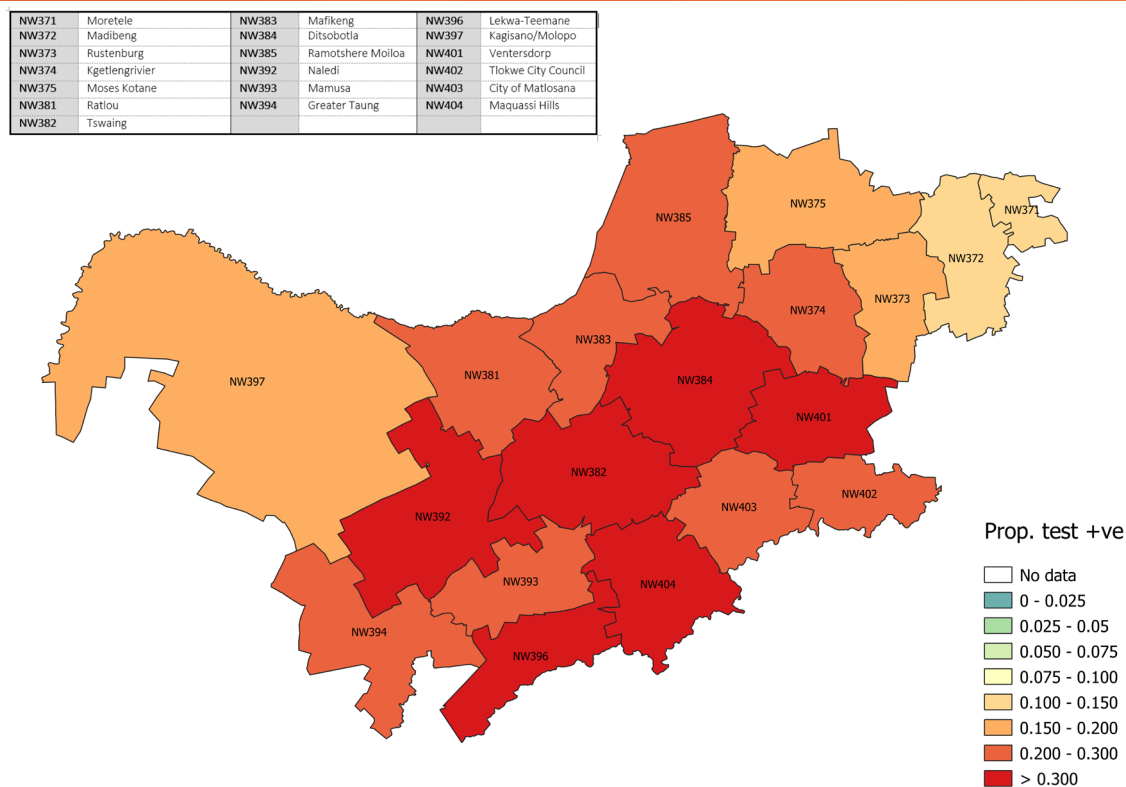 NW371 Moretele NW383 Mafikeng NW396 Lekwa-Teemane
NW372 Madibeng NW384 Ditsobotla NW397 Kagisano/Molopo
NW373 Rustenburg NW385 Ramotshere Moiloa NW401 Ventersdorp
NW374 Kgetlengrivier NW392 Naledi NW402 Tlokwe City Council
NW375 Moses Kotane NW393 Mamusa NW403 City of Matlosana
NW381 Ratlou NW394 Greater Taung NW404 Maquassi Hills
NW382 Tswaing
NW385
NW375
NW371
NW372
NW373
NW374
NW383
NW384
NW381
NW397
NW401
NW382
NW402
NW403
NW392
NW393
NW404
NW394
NW396
Prop. test +ve
No data
0 - 0.025
0.025 - 0.05
0.050 - 0.075
0.075 - 0.100
0.100 - 0.150
0.150 - 0.200
0.200 - 0.300
> 0.300